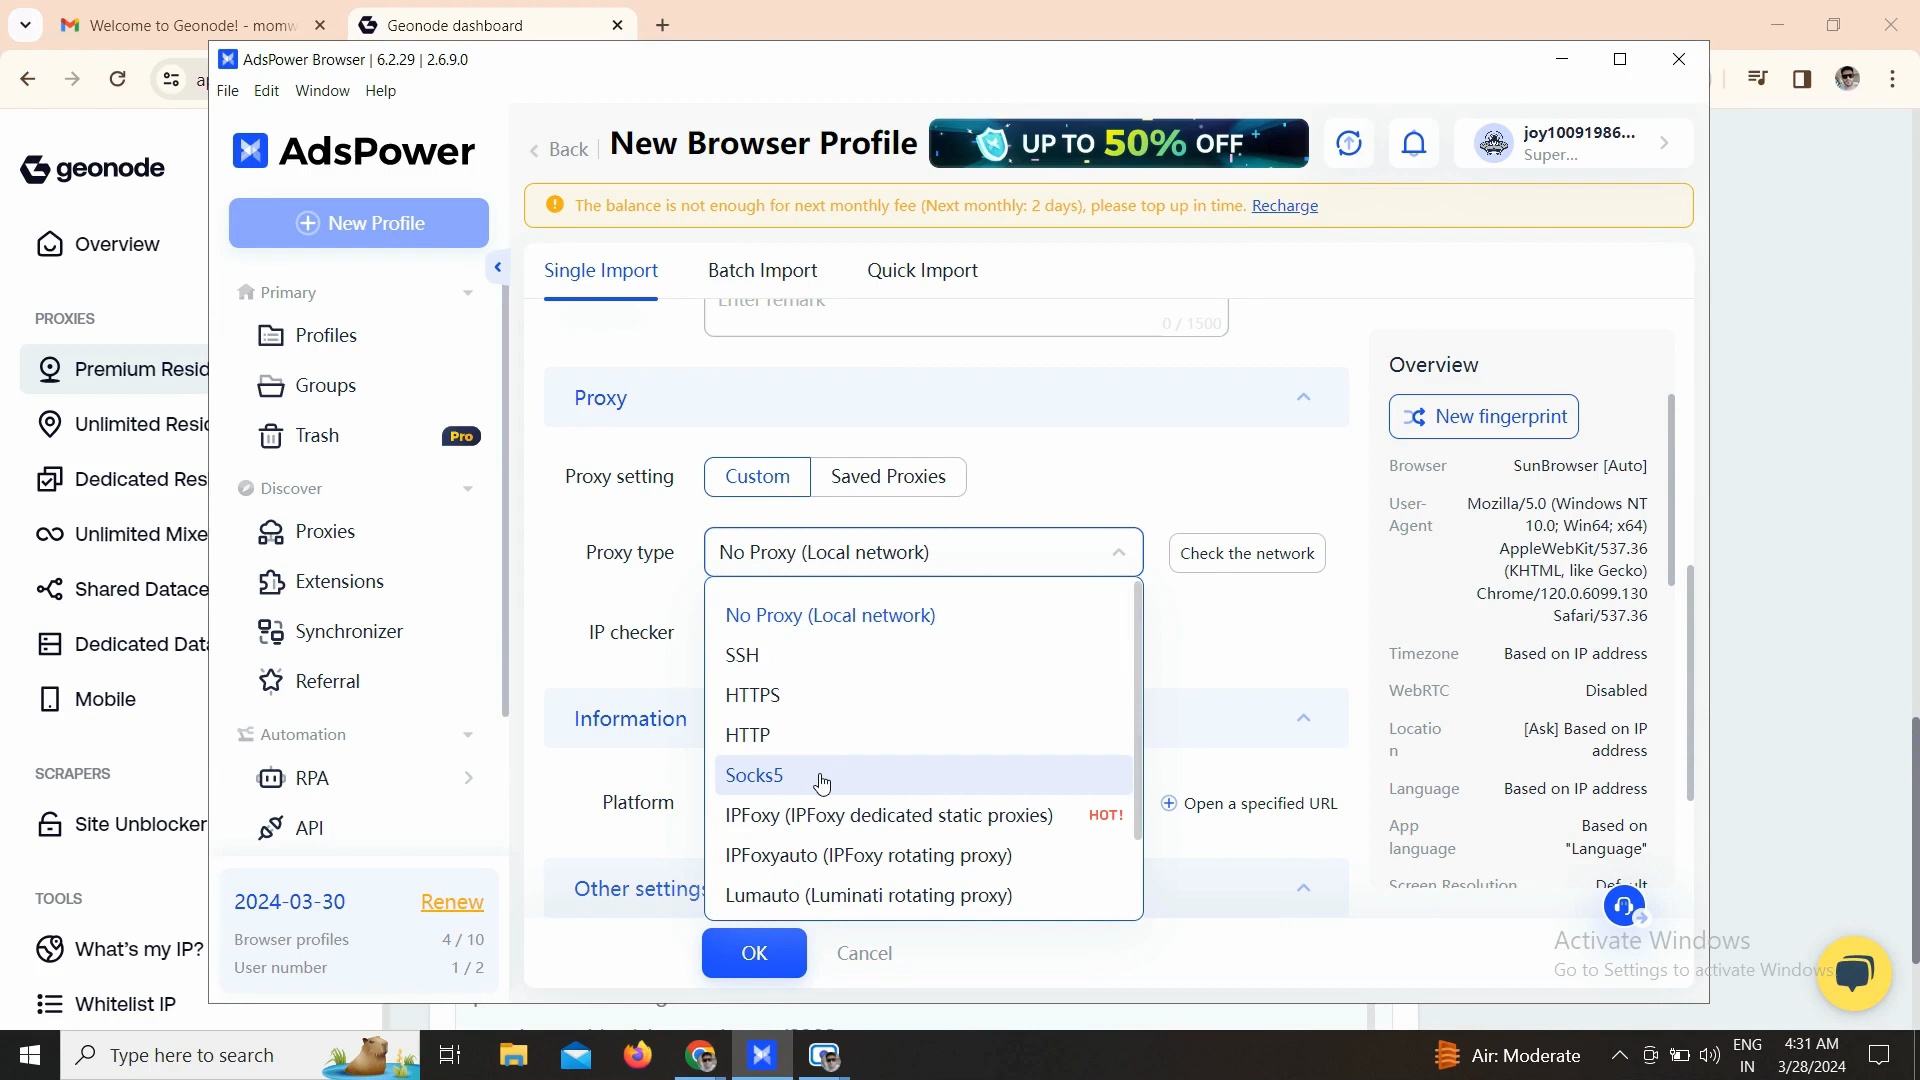 Welcome to Geonode! - momw
Geonode dashboard
AdsPower Browser | 6.2.29 | 2.6.9.0
File Edit Window Help
geonode
Overview
PROXIES
Premium Resid
Unlimited Resid
Dedicated Res
Unlimited Mixe
Shared Datace
Dedicated Data
Mobile
SCRAPERS
Site Unblocker
TOOLS
What's my IP?
Whitelist IP
AdsPower
New Profile
Primary
Profiles
Groups
Trash Pro
Discover
Proxies
Extensions
Synchronizer
Referral
Automation
RPA
API
2024-03-30 Renew
Browser profiles 4 / 10
User number 1 / 2
Back New Browser Profile
UP TO 50% OFF
joy10091986...
Super...
The balance is not enough for next monthly fee (Next monthly: 2 days), please top up in time. Recharge
Single Import Batch Import Quick Import
Enter remark
0 / 1500
Proxy
Proxy setting Custom Saved Proxies
Proxy type No Proxy (Local network) Check the network
IP checker
Information
Platform
Open a specified URL
Other settings
No Proxy (Local network)
SSH
HTTPS
HTTP
Socks5
IPFoxy (IPFoxy dedicated static proxies) HOT!
IPFoxyauto (IPFoxy rotating proxy)
Lumauto (Luminati rotating proxy)
OK Cancel
Overview
New fingerprint
Browser SunBrowser [Auto]
User-
Agent
Mozilla/5.0 (Windows NT
10.0; Win64; x64)
AppleWebKit/537.36
(KHTML, like Gecko)
Chrome/120.0.6099.130
Safari/537.36
Timezone Based on IP address
WebRTC Disabled
Locatio
n
[Ask] Based on IP
address
Language Based on IP address
App
language
Based on
"Language"
Screen Resolution
Activate Windows
Go to Settings to activate Windows
Type here to search
Air: Moderate
ENG
IN
4:31 AM
3/28/2024